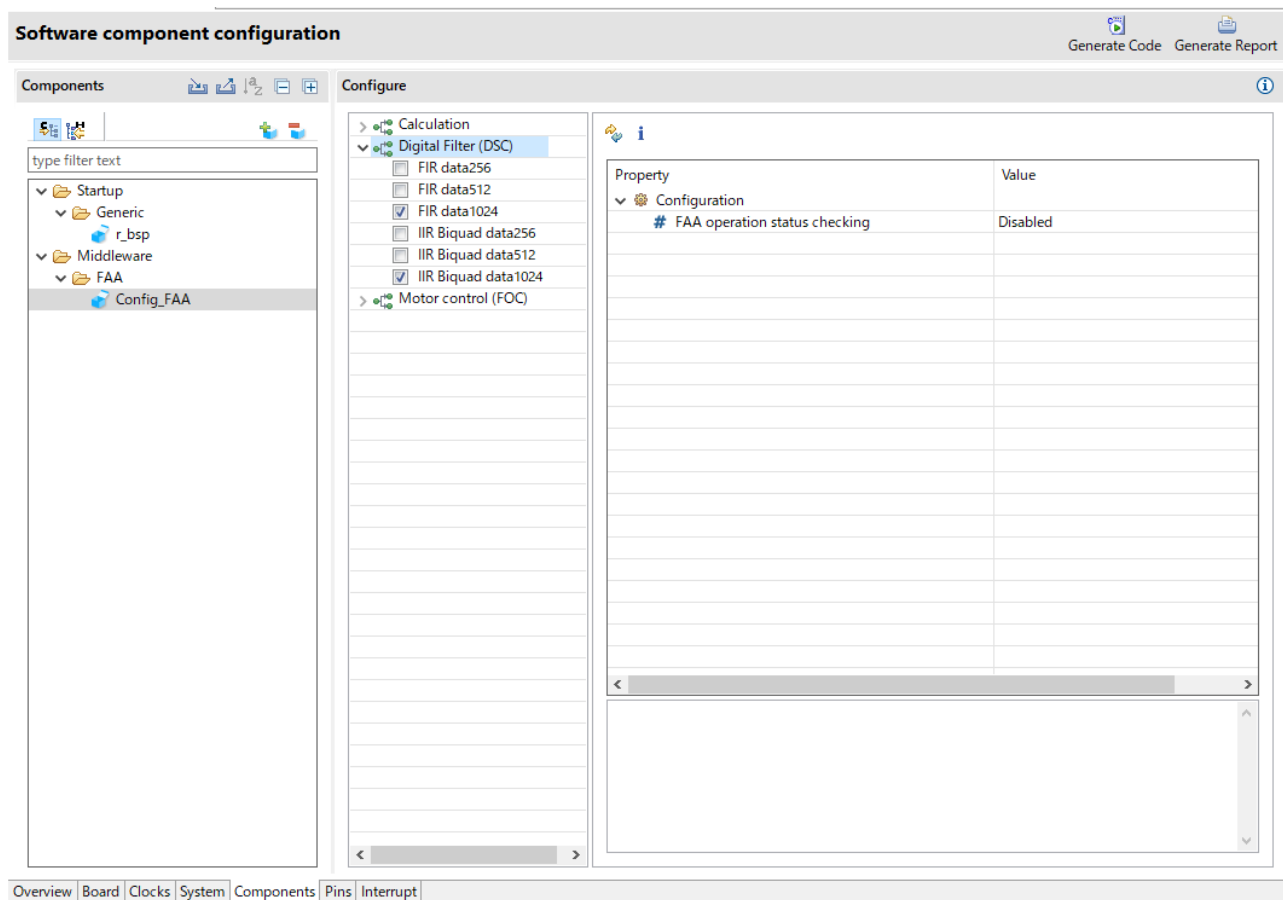 Software component configuration
Generate Code
Generate Report
Components
Configure
type filter text
Startup
Generic
r_bsp
Middleware
FAA
Config_FAA
Calculation
Digital Filter (DSC)
FIR data256
FIR data512
FIR data1024
IIR Biquad data256
IIR Biquad data512
IIR Biquad data1024
Motor control (FOC)
Property Value
Configuration
# FAA operation status checking Disabled
Overview Board Clocks System Components Pins Interrupt